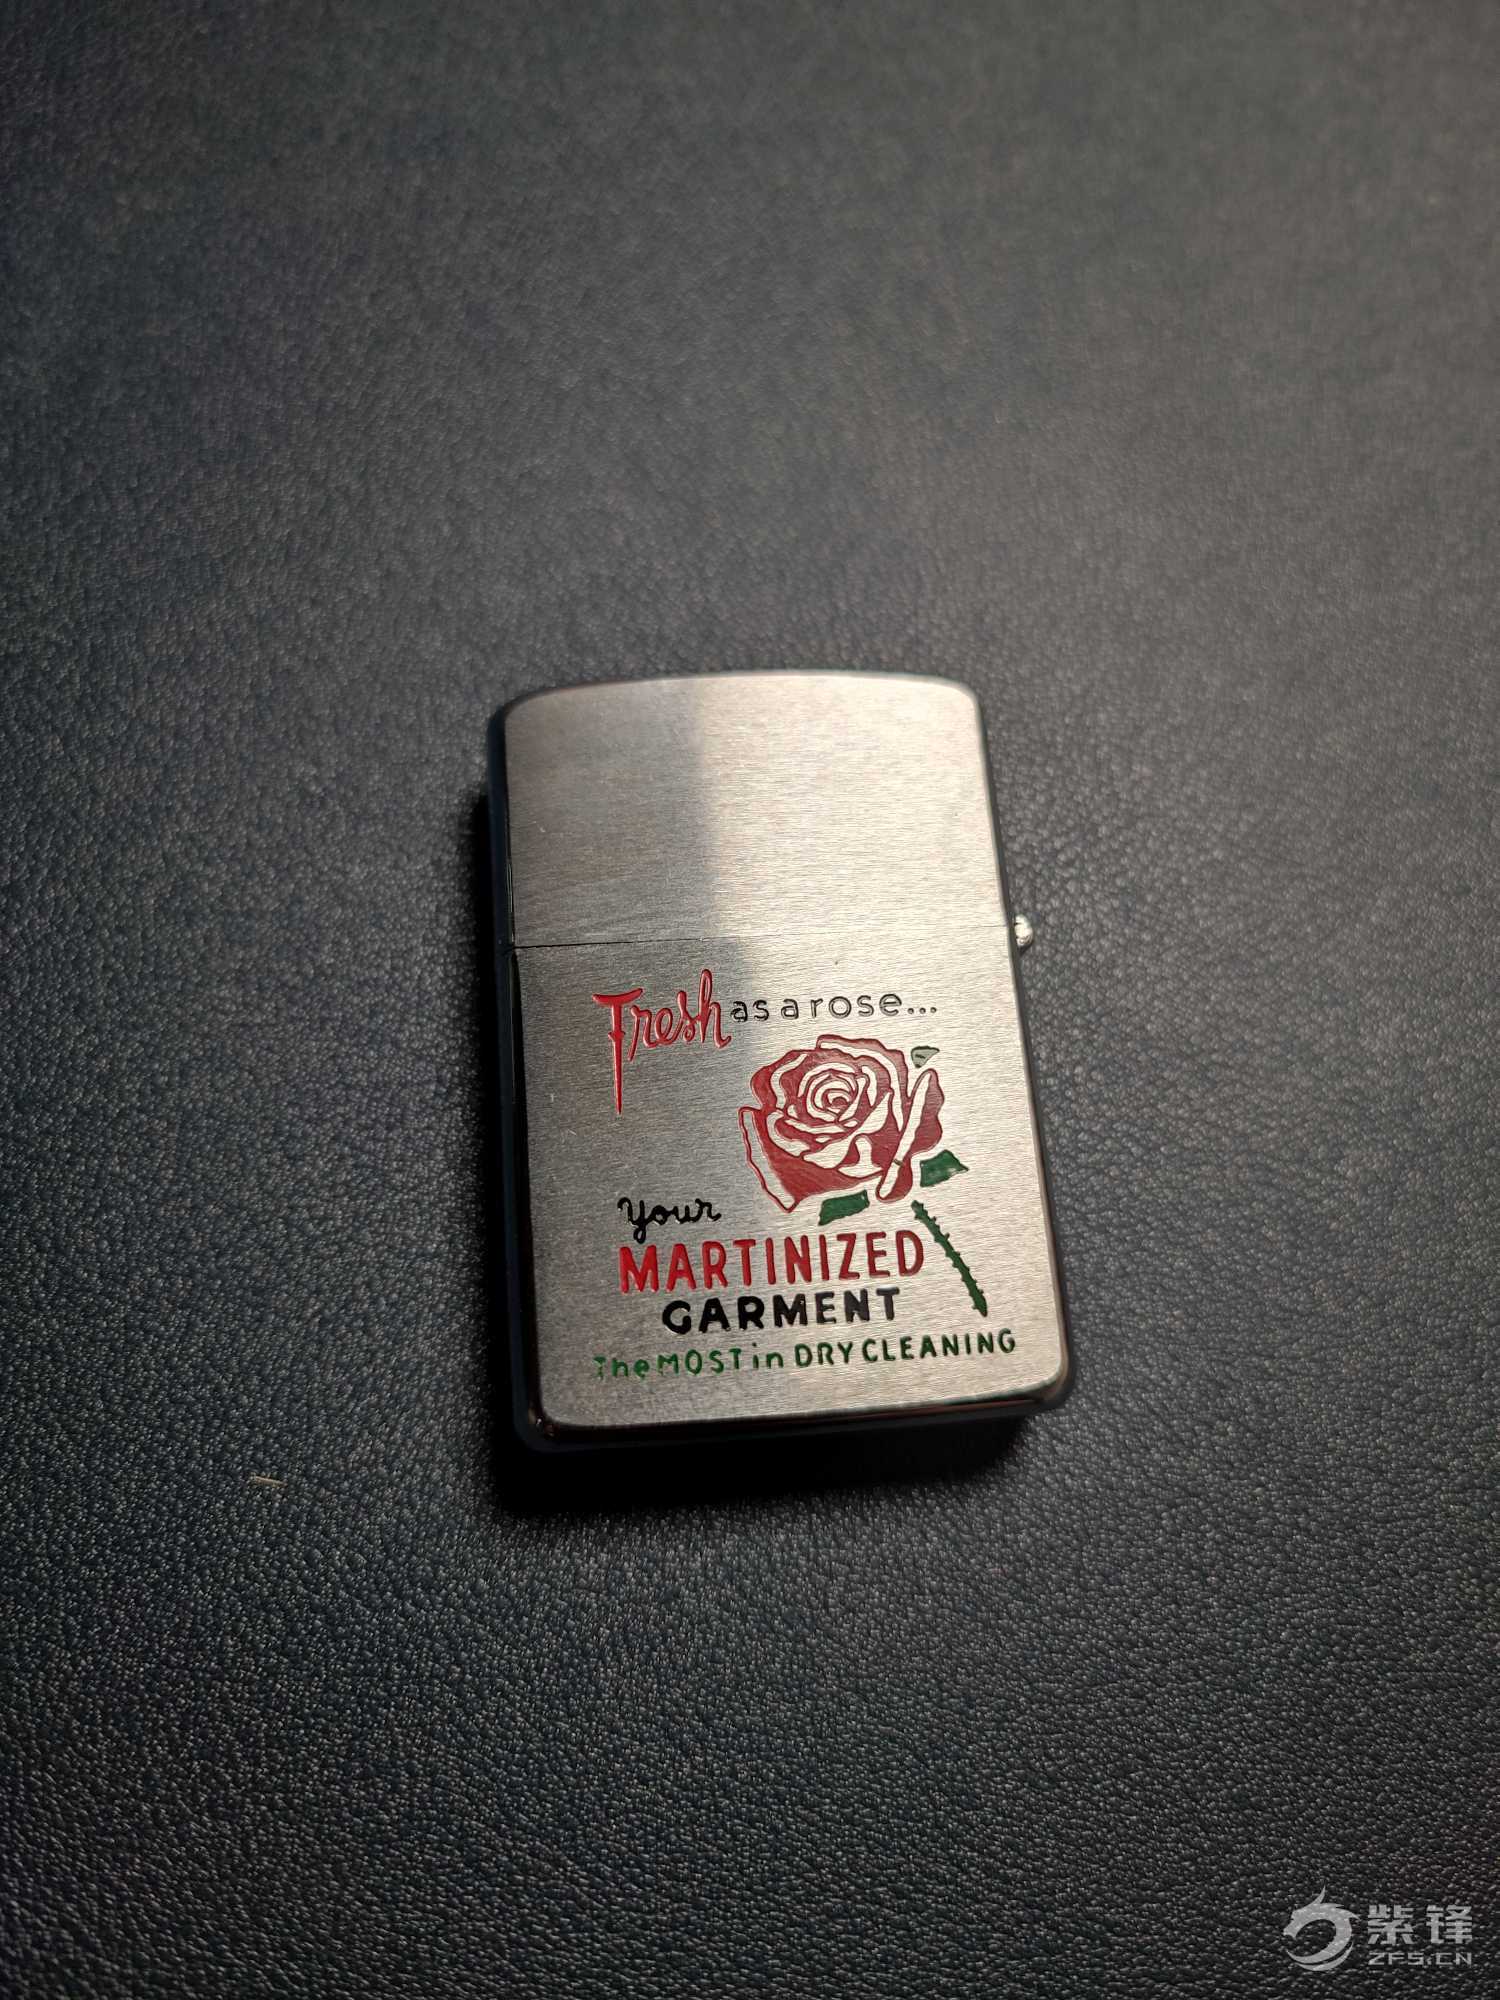 Fresh as a rose...
Your
MARTINIZED
GARMENT
The MOST in DRY CLEANING
紫锋
ZFS.CN